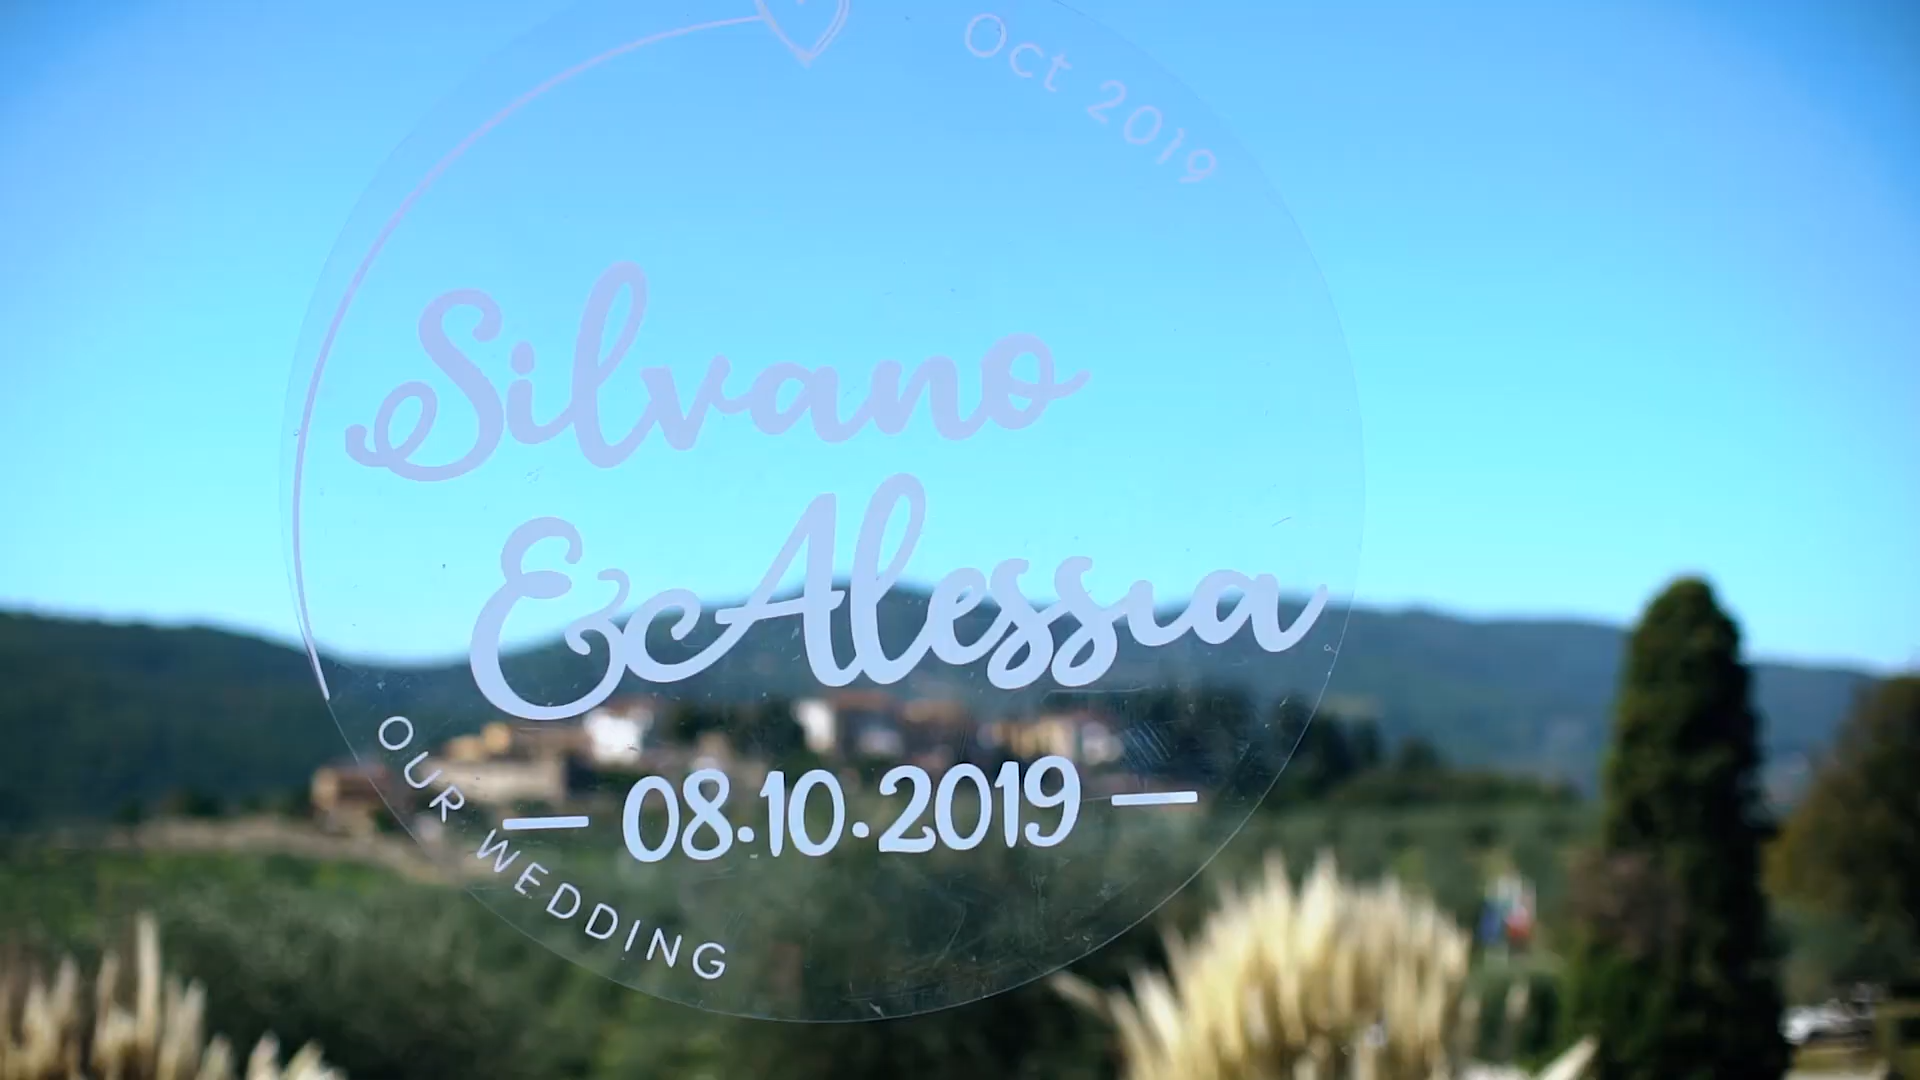 Oct 2019
Silvano
& Alessia
— 08.10.2019 —
OUR WEDDING